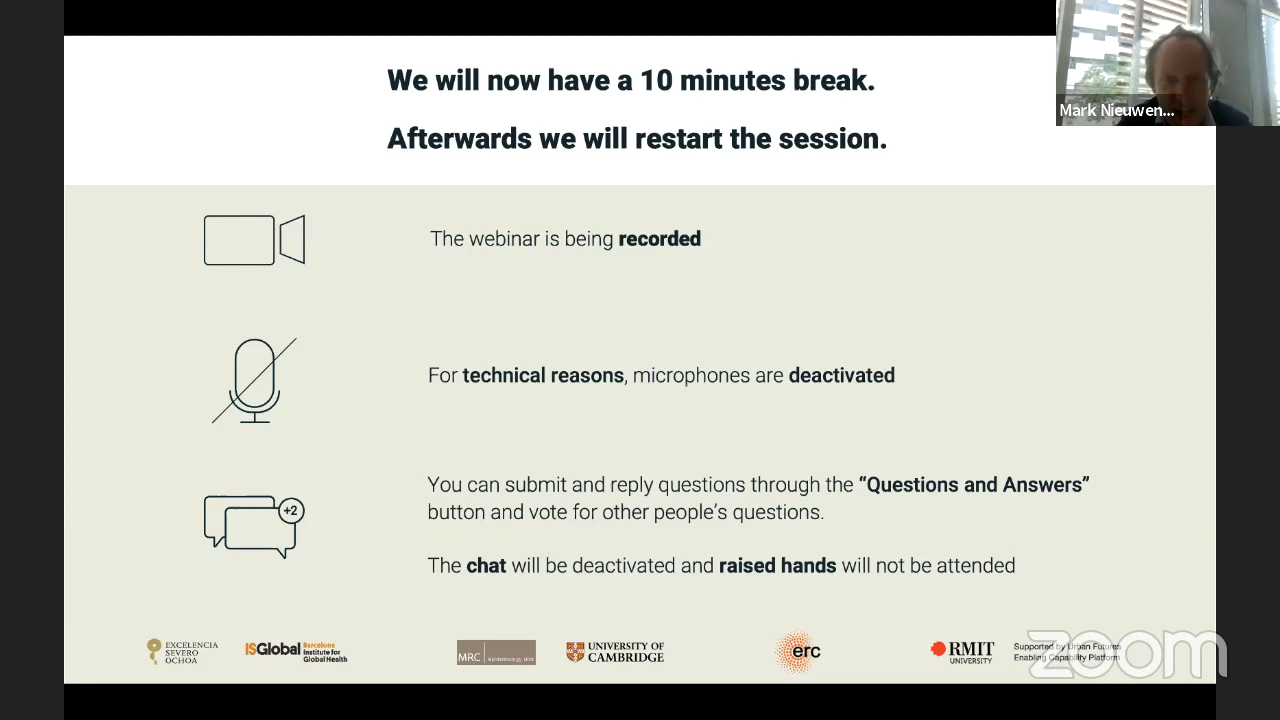 We will now have a 10 minutes break.
Afterwards we will restart the session.
Mark Nieuwen...
The webinar is being recorded
For technical reasons, microphones are deactivated
You can submit and reply questions through the “Questions and Answers”
button and vote for other people’s questions.
+2
The chat will be deactivated and raised hands will not be attended
EXCELENCIA
SEVERO
OCHOA
ISGlobal Barcelona
Institute for
Global Health
MRC Epidemiology Unit
UNIVERSITY OF
CAMBRIDGE
erc
RMIT
UNIVERSITY
Supported by Urban Futures
Enabling Capability Platform
zoom